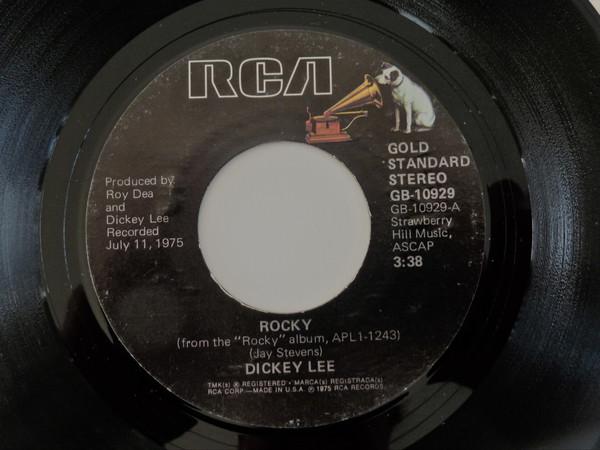 RCA
GOLD
STANDARD
STEREO
GB-10929
GB-10929-A
Strawberry
Hill Music,
ASCAP
3:38
Produced by
Roy Dea
and
Dickey Lee
Recorded
July 11, 1975
ROCKY
(from the "Rocky" album, APL1-1243)
(Jay Stevens)
DICKEY LEE
TMK(s) ® REGISTERED • MARCA(s) REGISTRADA(s)
RCA CORP.—MADE IN U.S.A. ℗ 1975 RCA RECORDS